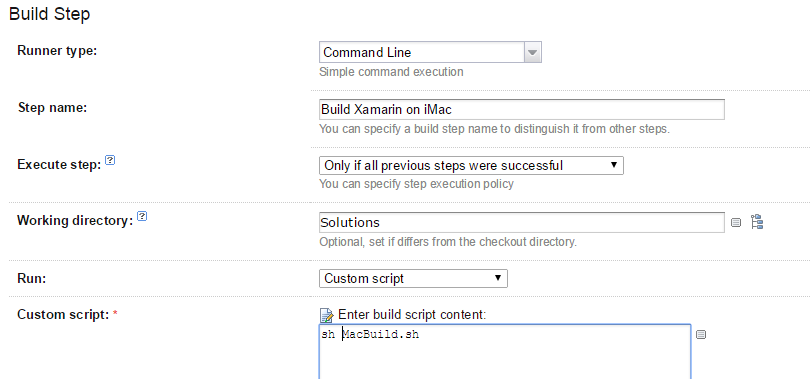 Build Step
Runner type:
Command Line
Simple command execution
Step name:
Build Xamarin on iMac
You can specify a build step name to distinguish it from other steps.
Execute step: ?
Only if all previous steps were successful
You can specify step execution policy
Working directory: ?
Solutions
Optional, set if differs from the checkout directory.
Run:
Custom script
Custom script: *
Enter build script content:
sh MacBuild.sh